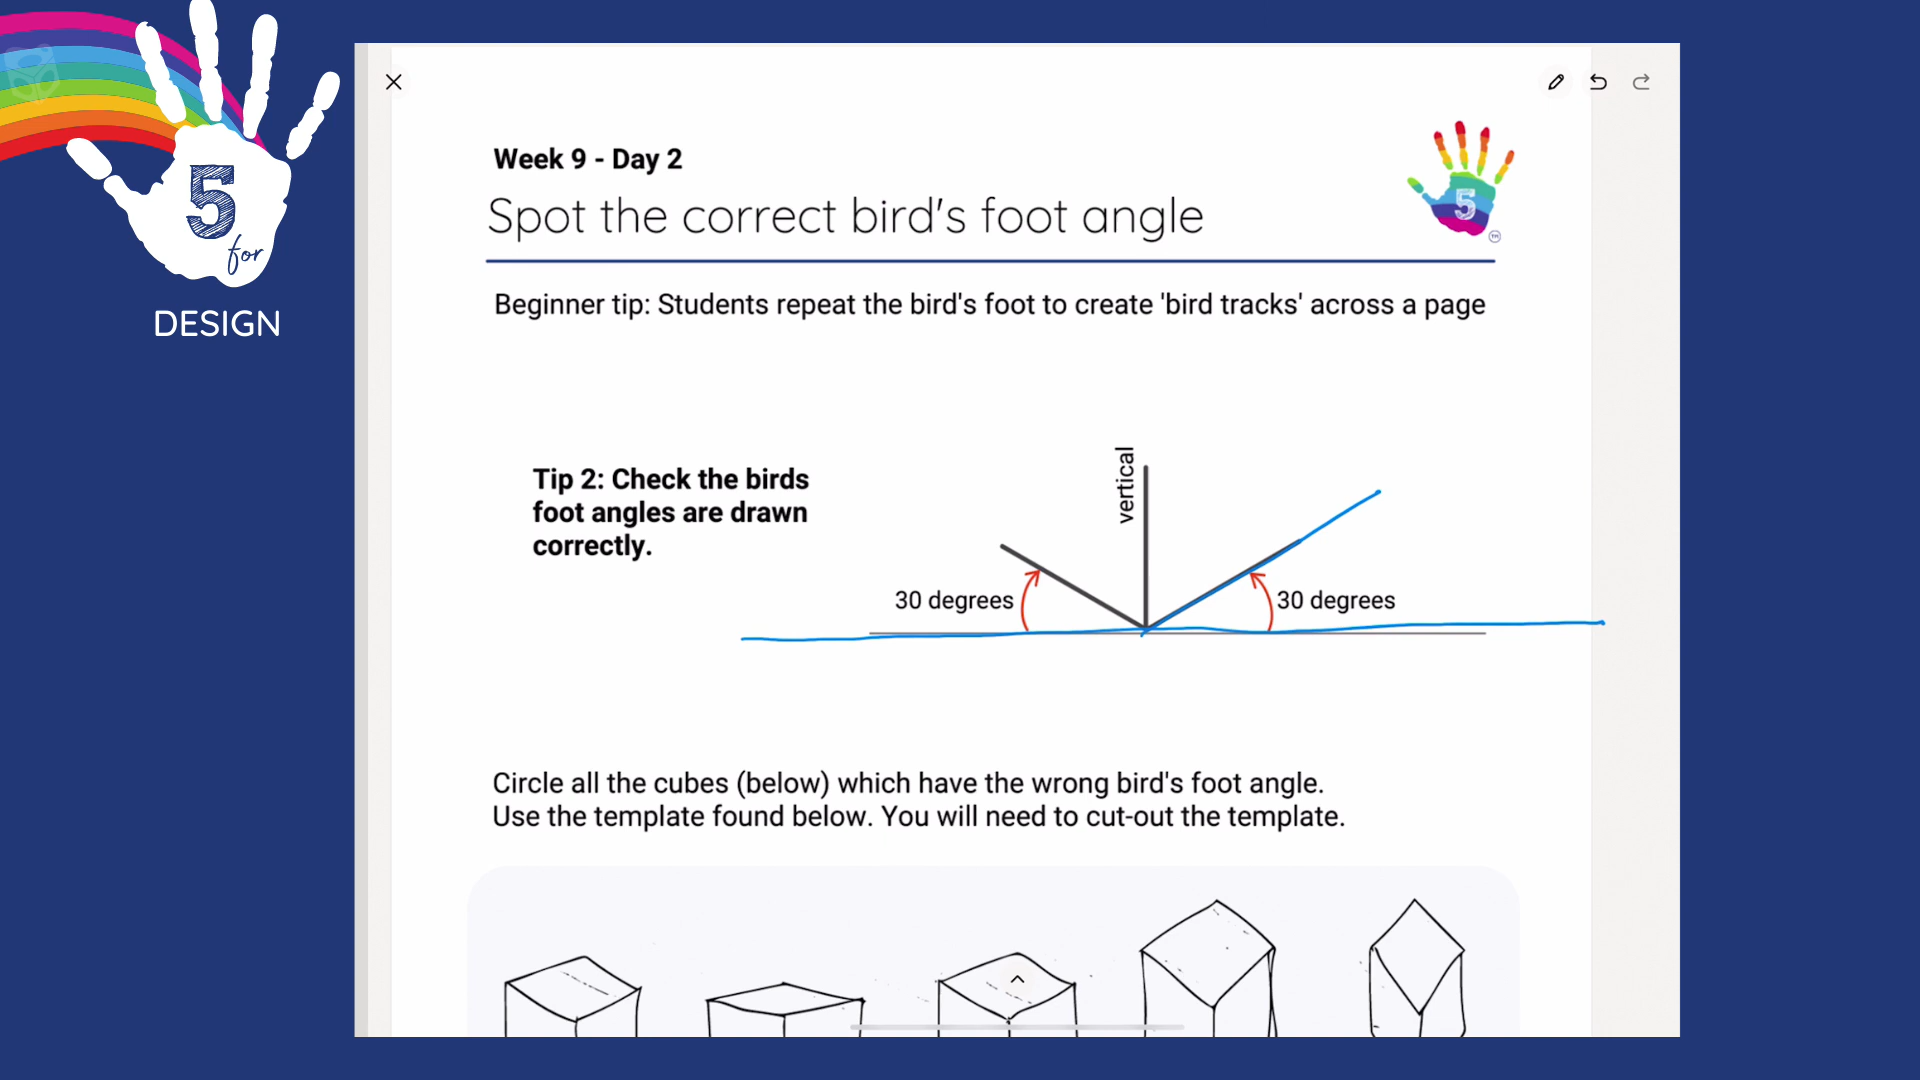 5
for
DESIGN
Week 9 - Day 2
Spot the correct bird's foot angle
5
TM
Beginner tip: Students repeat the bird's foot to create 'bird tracks' across a page
Tip 2: Check the birds
foot angles are drawn
correctly.
vertical
30 degrees
30 degrees
Circle all the cubes (below) which have the wrong bird's foot angle.
Use the template found below. You will need to cut-out the template.